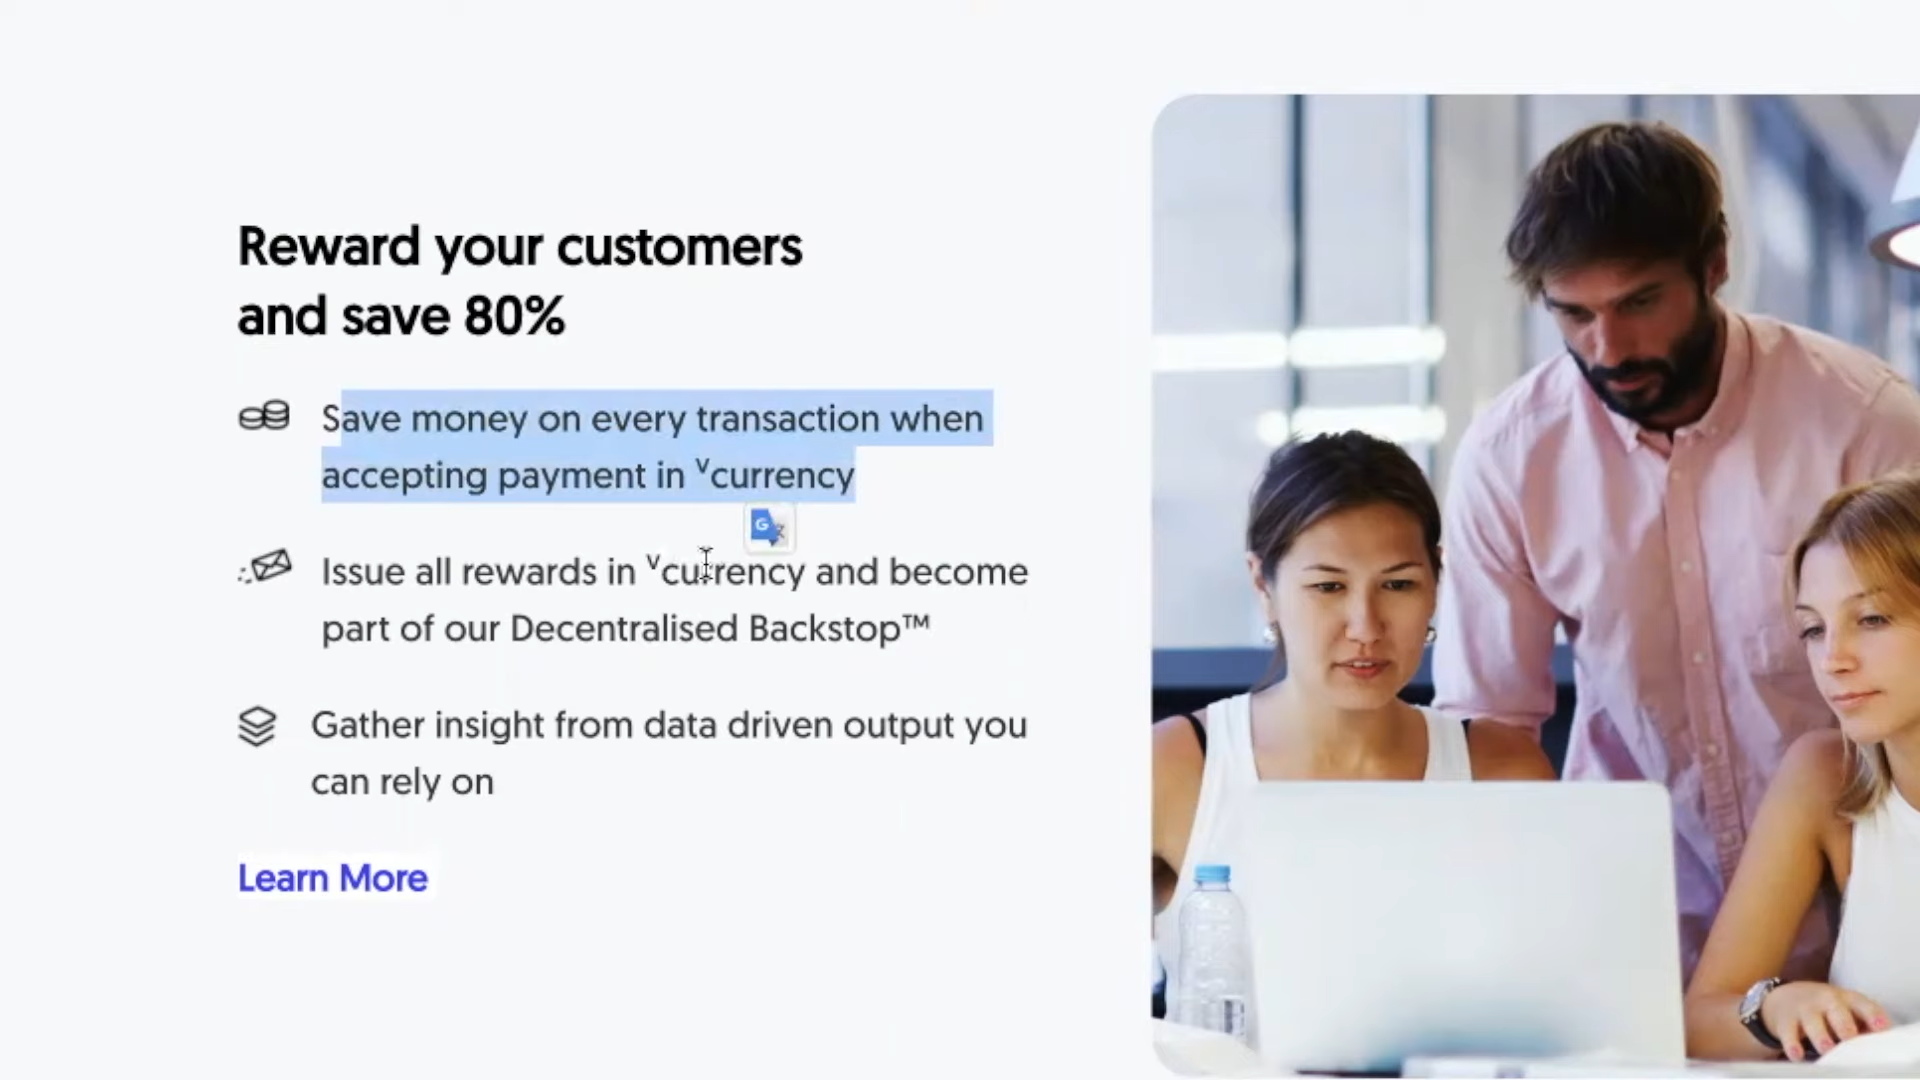 Reward your customers
and save 80%
Save money on every transaction when
accepting payment in ᵛcurrency
Issue all rewards in ᵛcurrency and become
part of our Decentralised Backstop™
Gather insight from data driven output you
can rely on
Learn More